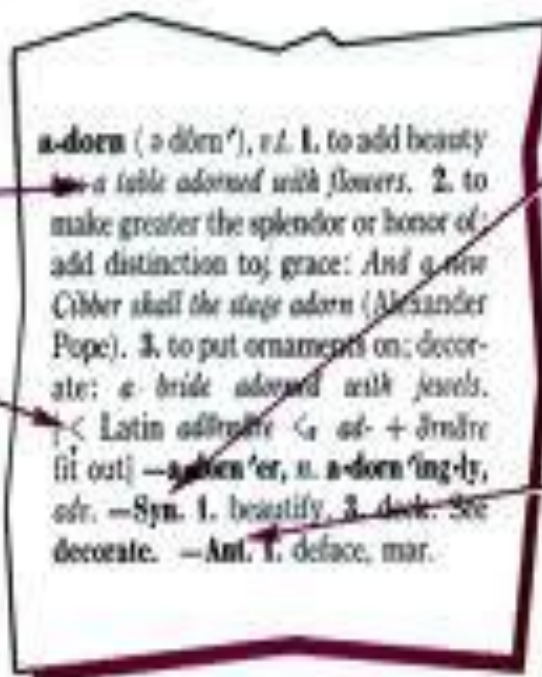 a-dorn (ə dôrn′), v.t. 1. to add beauty
a table adorned with flowers. 2. to
make greater the splendor or honor of;
add distinction to; grace: And a new
Cibber shall the stage adorn (Alexander
Pope). 3. to put ornaments on; decor-
ate: a bride adorned with jewels.
[< Latin adōrnāre < ad- + ōrnāre
fit out] —a-dorn′er, n. a-dorn′ing-ly,
adv. —Syn. 1. beautify. 3. deck. See
decorate. —Ant. 1. deface, mar.